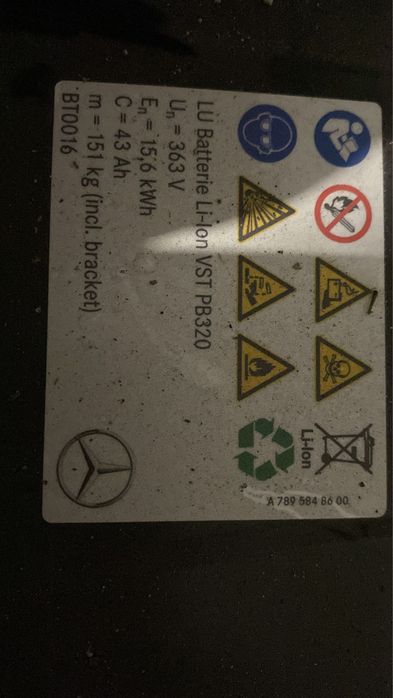 Li-Ion
A 789 584 86 00
LU Batterie Li-Ion VST PB320
Uₙ = 363 V
Eₙ = 15,6 kWh
C = 43 Ah
m = 151 kg (incl. bracket)
BT0016